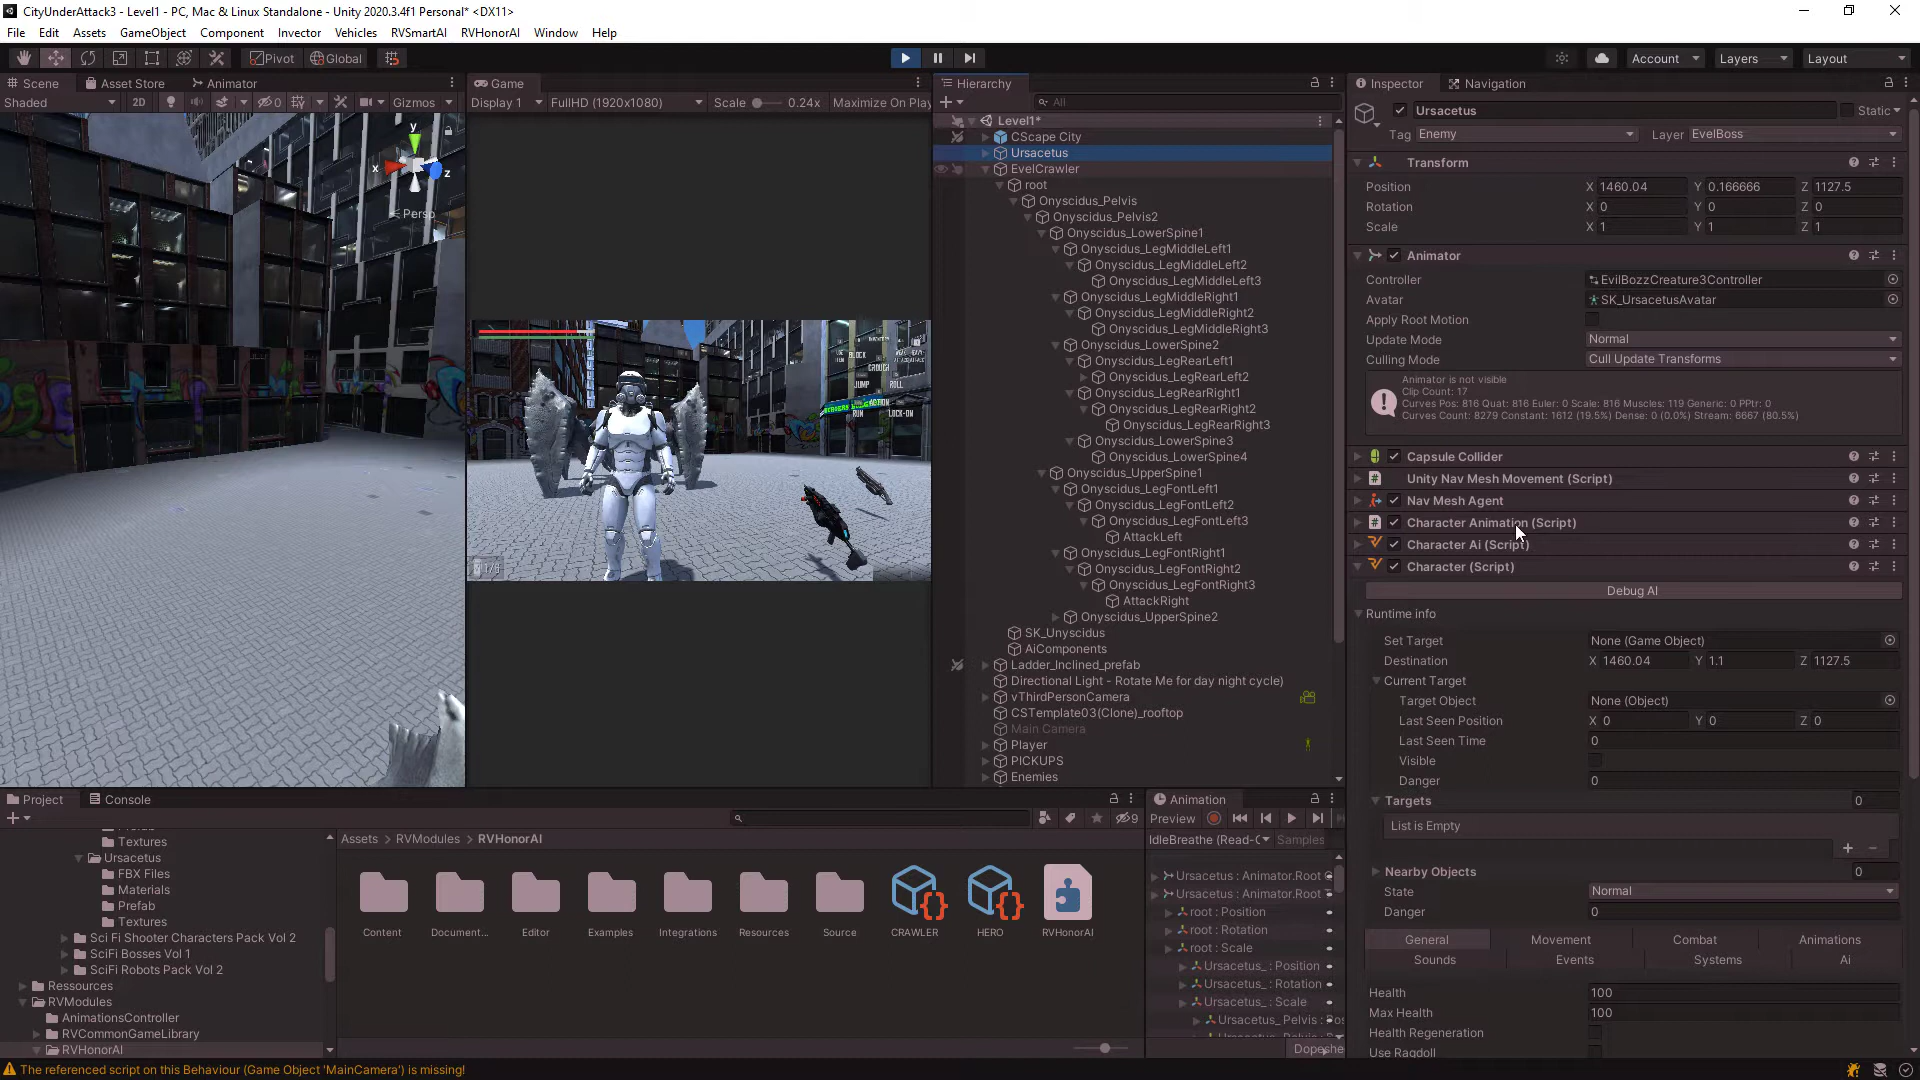 CityUnderAttack3 - Level1 - PC, Mac & Linux Standalone - Unity 2020.3.4f1 Personal* <DX11>
File Edit Assets GameObject Component Invector Vehicles RVSmartAI RVHonorAI Window Help
Pivot Global Account Layers Layout
Scene Asset Store Animator
Shaded 2D 0 Gizmos
y
x
z
Persp
Game
Display 1 FullHD (1920x1080) Scale 0.24x Maximize On Play
BLOCK
CROUCH
JUMP ROLL
ACTION
RUN LOCK-ON
Hierarchy
All
Level1*
CScape City
Ursacetus
EvelCrawler
root
Onyscidus_Pelvis
Onyscidus_Pelvis2
Onyscidus_LowerSpine1
Onyscidus_LegMiddleLeft1
Onyscidus_LegMiddleLeft2
Onyscidus_LegMiddleLeft3
Onyscidus_LegMiddleRight1
Onyscidus_LegMiddleRight2
Onyscidus_LegMiddleRight3
Onyscidus_LowerSpine2
Onyscidus_LegRearLeft1
Onyscidus_LegRearLeft2
Onyscidus_LegRearRight1
Onyscidus_LegRearRight2
Onyscidus_LegRearRight3
Onyscidus_LowerSpine3
Onyscidus_LowerSpine4
Onyscidus_UpperSpine1
Onyscidus_LegFontLeft1
Onyscidus_LegFontLeft2
Onyscidus_LegFontLeft3
AttackLeft
Onyscidus_LegFontRight1
Onyscidus_LegFontRight2
Onyscidus_LegFontRight3
AttackRight
Onyscidus_UpperSpine2
SK_Unyscidus
AiComponents
Ladder_Inclined_prefab
Directional Light - Rotate Me for day night cycle)
vThirdPersonCamera
CSTemplate03(Clone)_rooftop
Main Camera
Player
PICKUPS
Enemies
Inspector Navigation
Ursacetus Static
Tag Enemy Layer EvelBoss
Transform
Position X 1460.04 Y 0.166666 Z 1127.5
Rotation X 0 Y 0 Z 0
Scale X 1 Y 1 Z 1
Animator
Controller EvilBozzCreature3Controller
Avatar SK_UrsacetusAvatar
Apply Root Motion
Update Mode Normal
Culling Mode Cull Update Transforms
Animator is not visible
Clip Count: 17
Curves Pos: 816 Quat: 816 Euler: 0 Scale: 816 Muscles: 119 Generic: 0 PPtr: 0
Curves Count: 8279 Constant: 1612 (19.5%) Dense: 0 (0.0%) Stream: 6667 (80.5%)
Capsule Collider
Unity Nav Mesh Movement (Script)
Nav Mesh Agent
Character Animation (Script)
Character Ai (Script)
Character (Script)
Debug AI
Runtime info
Set Target None (Game Object)
Destination X 1460.04 Y 1.1 Z 1127.5
Current Target
Target Object None (Object)
Last Seen Position X 0 Y 0 Z 0
Last Seen Time 0
Visible
Danger 0
Targets 0
List is Empty
Nearby Objects 0
State Normal
Danger 0
General Movement Combat Animations
Sounds Events Systems Ai
Health 100
Max Health 100
Health Regeneration
Use Ragdoll
Project Console
9
Textures
Ursacetus
FBX Files
Materials
Prefab
Textures
Sci Fi Shooter Characters Pack Vol 2
SciFi Bosses Vol 1
SciFi Robots Pack Vol 2
Ressources
RVModules
AnimationsController
RVCommonGameLibrary
RVHonorAI
Assets RVModules RVHonorAI
Content Document... Editor Examples Integrations Resources Source CRAWLER HERO RVHonorAI
Animation
Preview
IdleBreathe (Read-O Samples
Ursacetus : Animator.Root
Ursacetus : Animator.Root
root : Position
root : Rotation
root : Scale
Ursacetus_ : Position
Ursacetus_ : Rotation
Ursacetus_ : Scale
Ursacetus_Pelvis : Pos
Dopeshe
The referenced script on this Behaviour (Game Object 'MainCamera') is missing!